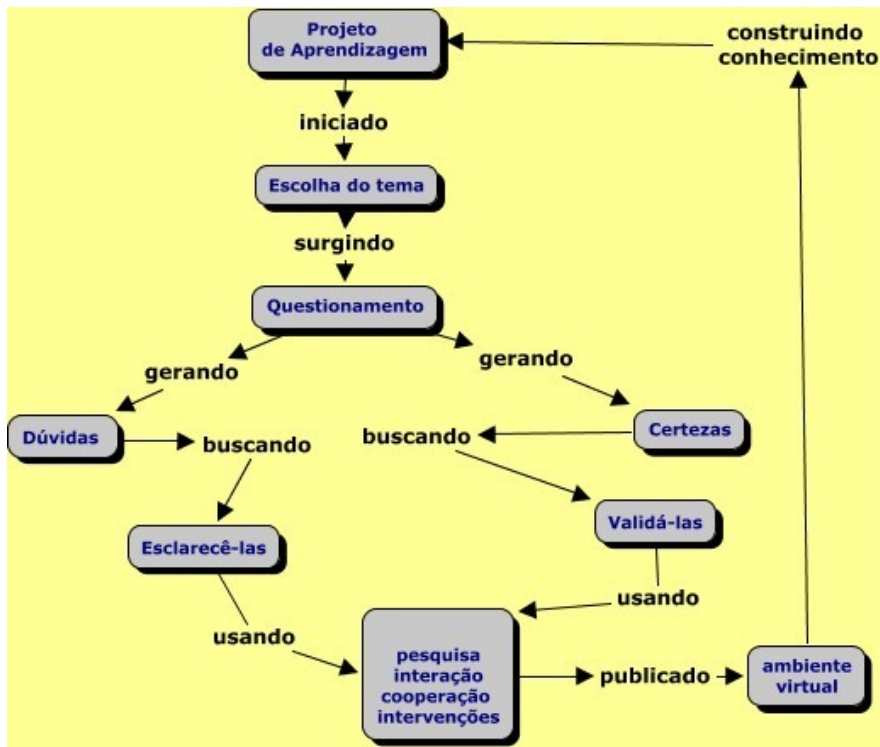 Projeto
de Aprendizagem
construindo
conhecimento
iniciado
Escolha do tema
surgindo
Questionamento
gerando
gerando
Dúvidas
buscando
buscando
Certezas
Esclarecê-las
Validá-las
usando
usando
pesquisa
interação
cooperação
intervenções
publicado
ambiente
virtual